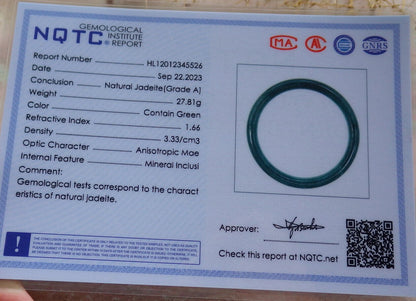 NQTC GEMOLOGICAL
INSTITUTE
REPORT
Report Number HL12012345526
Date Sep 22,2023
Conclusion Natural Jadeite(Grade A)
Weight 27.81g
Color Contain Green
Refractive Index 1.66
Density 3.33/cm3
Optic Character Anisotropic Mae
Internal Feature Mineral Inclusi
Comment:
Gemological tests correspond to the charact
eristics of natural jadeite.
MA
GNRS
Approver:
Check this report at NQTC.net